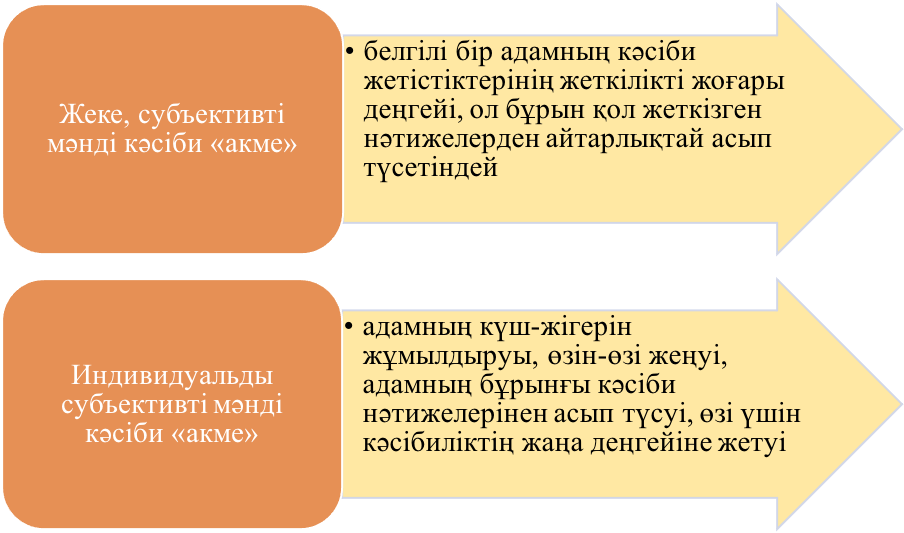 Жеке, субъективті
мәнді кәсіби «акме»
• белгілі бір адамның кәсіби
жетістіктерінің жеткілікті жоғары
деңгейі, ол бұрын қол жеткізген
нәтижелерден айтарлықтай асып
түсетіндей
Индивидуальды
субъективті мәнді
кәсіби «акме»
• адамның күш-жігерін
жұмылдыруы, өзін-өзі жеңуі,
адамның бұрынғы кәсіби
нәтижелерінен асып түсуі, өзі үшін
кәсібиліктің жаңа деңгейіне жетуі